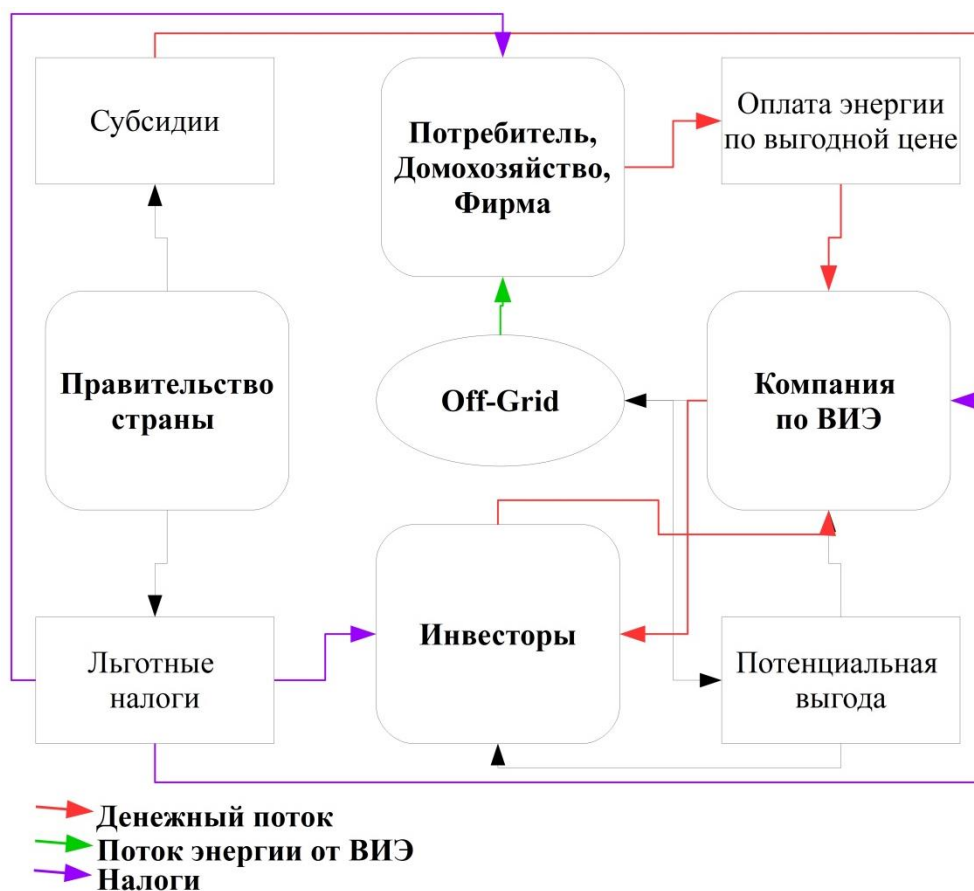 Субсидии
Потребитель,
Домохозяйство,
Фирма
Оплата энергии
по выгодной цене
Правительство
страны
Off-Grid
Компания
по ВИЭ
Льготные
налоги
Инвесторы
Потенциальная
выгода
Денежный поток
Поток энергии от ВИЭ
Налоги